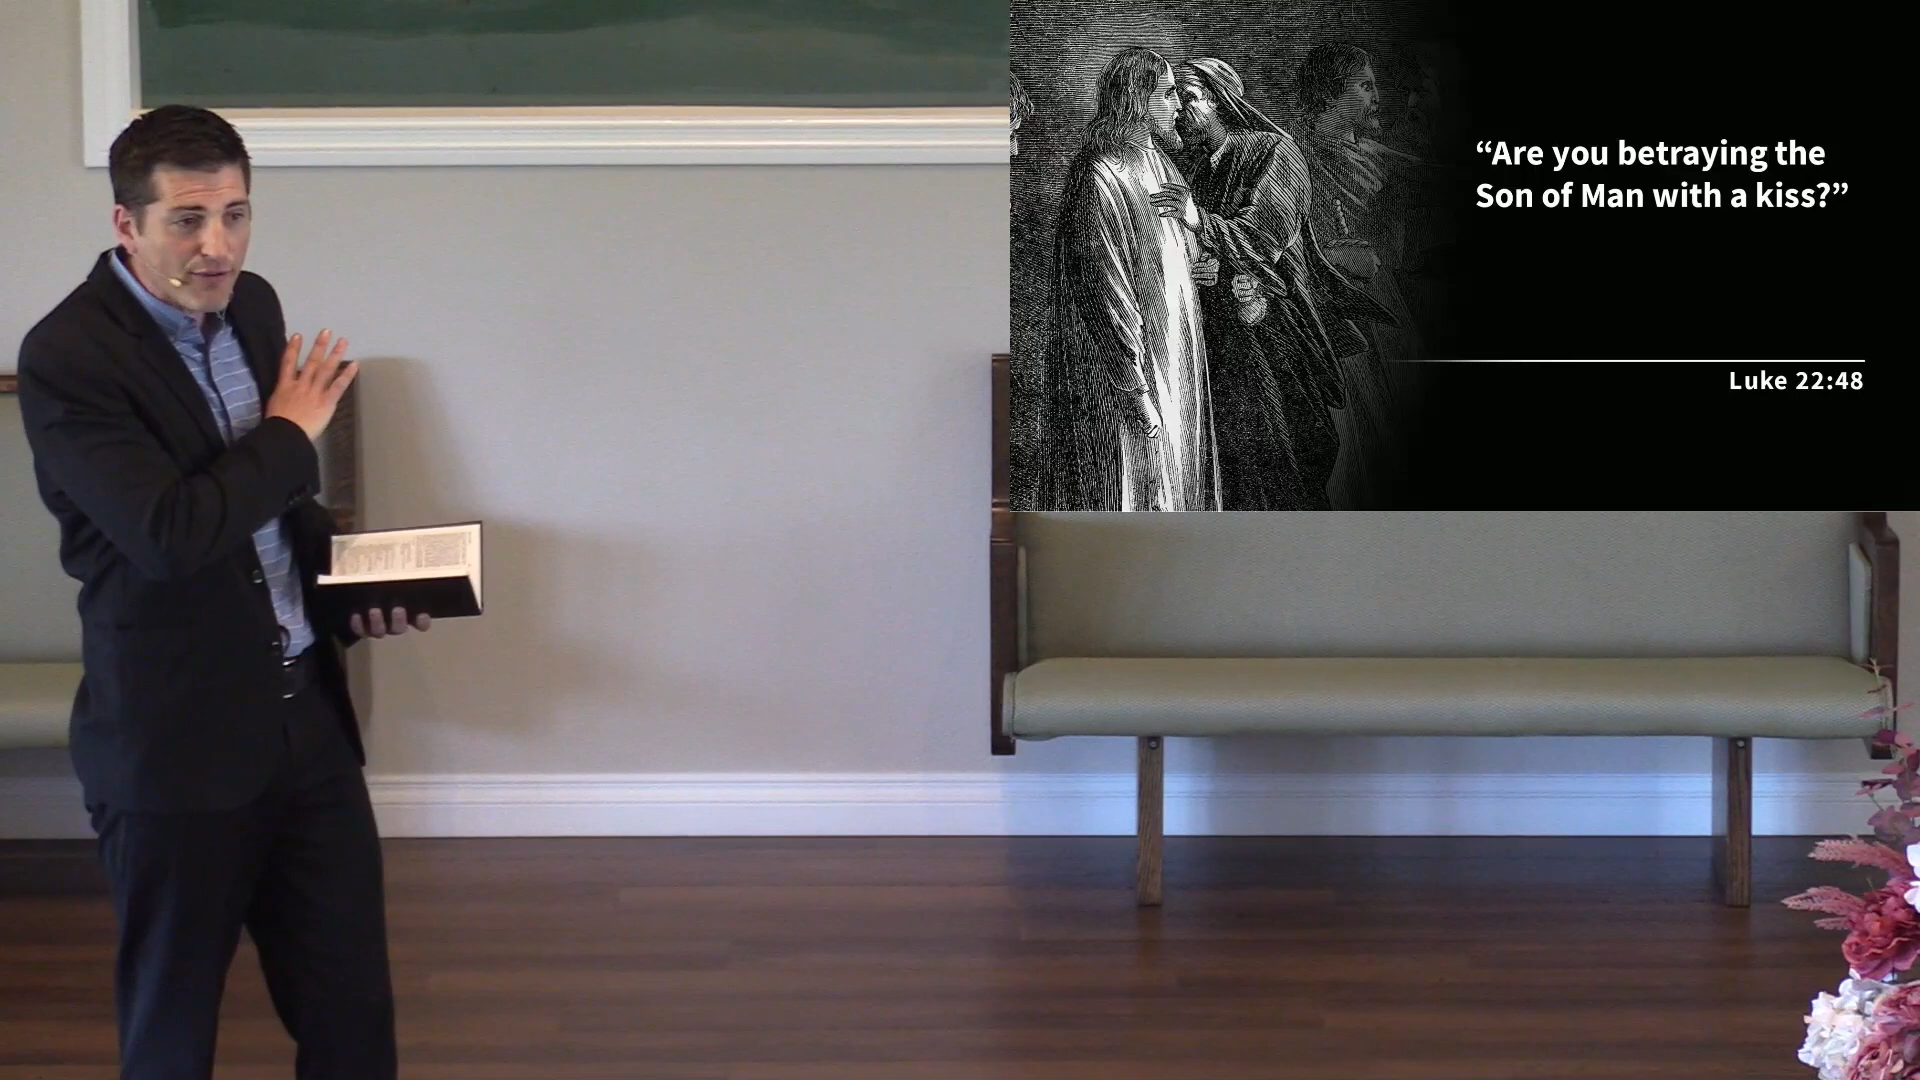 “Are you betraying the
Son of Man with a kiss?”
Luke 22:48